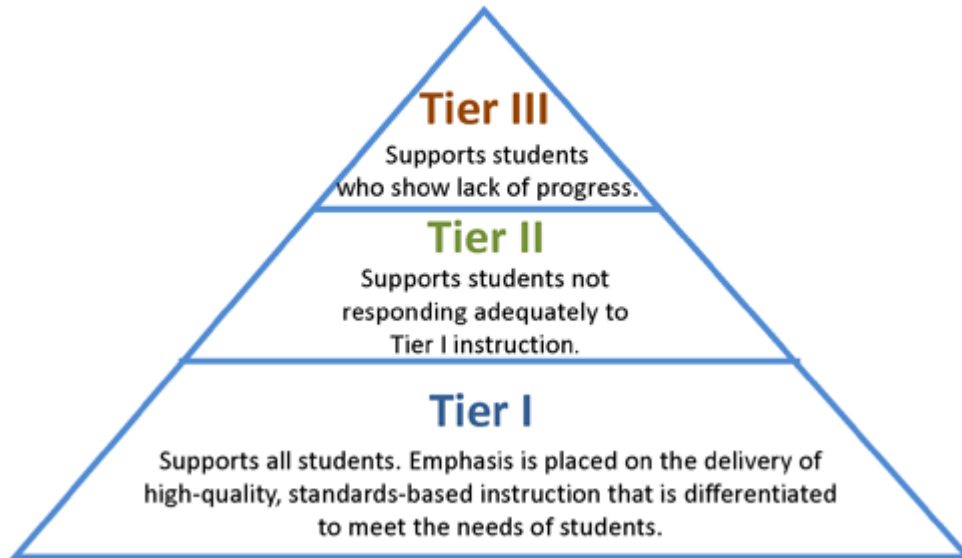 Tier III
Supports students
who show lack of progress.
Tier II
Supports students not
responding adequately to
Tier I instruction.
Tier I
Supports all students. Emphasis is placed on the delivery of
high-quality, standards-based instruction that is differentiated
to meet the needs of students.